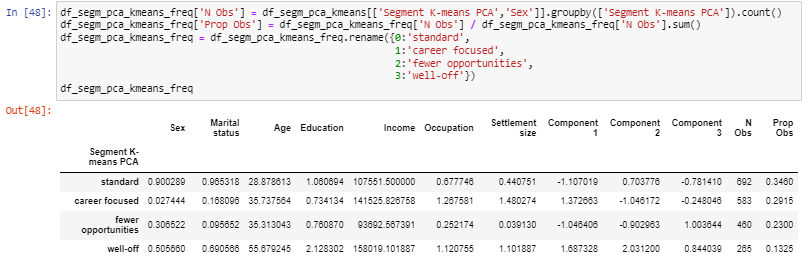 In [48]: df_segm_pca_kmeans_freq['N Obs'] = df_segm_pca_kmeans[['Segment K-means PCA','Sex']].groupby(['Segment K-means PCA']).count()
df_segm_pca_kmeans_freq['Prop Obs'] = df_segm_pca_kmeans_freq['N Obs'] / df_segm_pca_kmeans_freq['N Obs'].sum()
df_segm_pca_kmeans_freq = df_segm_pca_kmeans_freq.rename({0:'standard',
1:'career focused',
2:'fewer opportunities',
3:'well-off'})
df_segm_pca_kmeans_freq
Out[48]:
Sex Marital status Age Education Income Occupation Settlement size Component 1 Component 2 Component 3 N Obs Prop Obs
Segment K-means PCA
standard 0.900289 0.965318 28.878613 1.060694 107551.500000 0.677746 0.440751 -1.107019 0.703776 -0.781410 692 0.3460
career focused 0.027444 0.168096 35.737564 0.734134 141525.826758 1.267581 1.480274 1.372663 -1.046172 -0.248046 583 0.2915
fewer opportunities 0.306522 0.095652 35.313043 0.760870 93692.567391 0.252174 0.039130 -1.046406 -0.902963 1.003644 460 0.2300
well-off 0.505660 0.690566 55.679245 2.128302 158019.101887 1.120755 1.101887 1.687328 2.031200 0.844039 265 0.1325